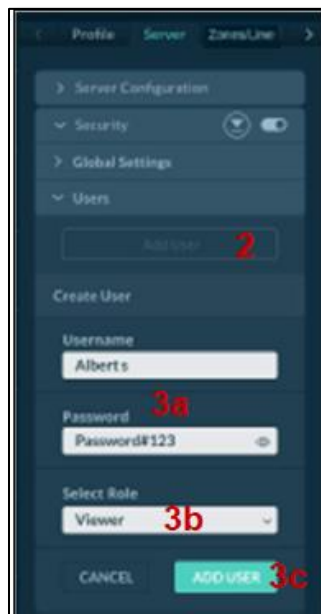 Profile Server Zones/Line
Server Configuration
Security
Global Settings
Users
Add User 2
Create User
Username
Alberts
3a
Password
Password#123
Select Role
Viewer 3b
CANCEL ADD USER 3c